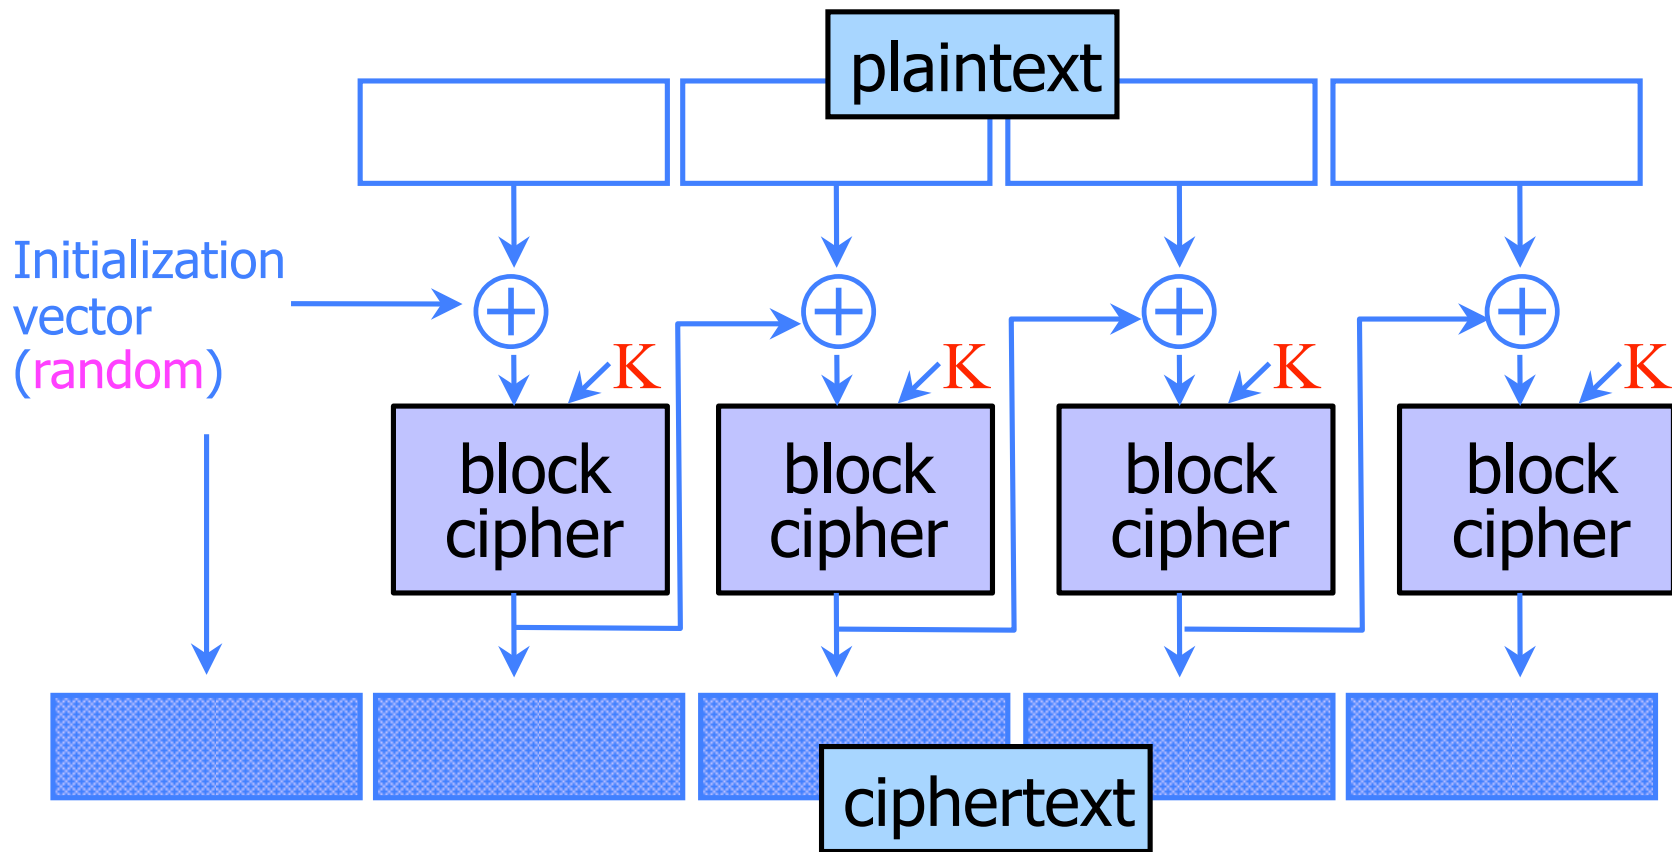 plaintext
Initialization
vector
(random)
K
K
K
K
block
cipher
block
cipher
block
cipher
block
cipher
ciphertext